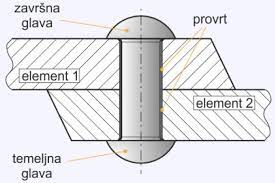 završna
glava
provrt
element 1
element 2
temeljna
glava